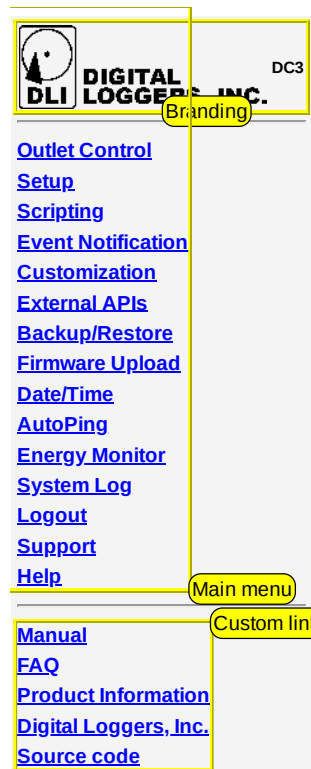 DLI DIGITAL LOGGERS, INC.
DC3
Branding
Outlet Control
Setup
Scripting
Event Notification
Customization
External APIs
Backup/Restore
Firmware Upload
Date/Time
AutoPing
Energy Monitor
System Log
Logout
Support
Help
Main menu
Custom lin
Manual
FAQ
Product Information
Digital Loggers, Inc.
Source code